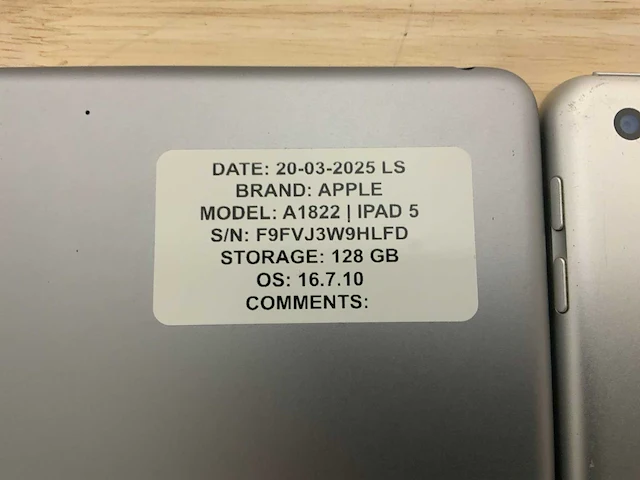 DATE: 20-03-2025 LS
BRAND: APPLE
MODEL: A1822 | IPAD 5
S/N: F9FVJ3W9HLFD
STORAGE: 128 GB
OS: 16.7.10
COMMENTS: